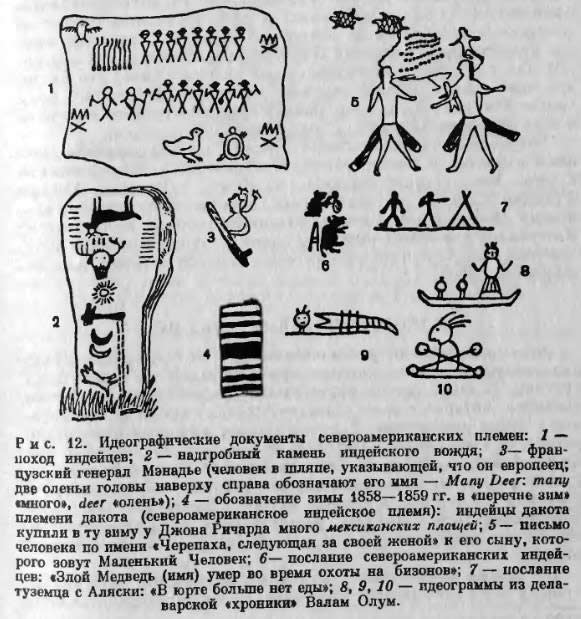 1
2
3
4
5
6
7
8
9
10
Рис. 12. Идеографические документы североамериканских племен: 1 —
поход индейцев; 2 — надгробный камень индейского вождя; 3 — фран-
цузский генерал Мэнадье (человек в шляпе, указывающей, что он европеец;
две оленьи головы наверху справа обозначают его имя — Many Deer: many
«много», deer «олень»); 4 — обозначение зимы 1858—1859 гг. в «перечне зим»
племени дакота (североамериканское индейское племя): индейцы дакота
купили в ту зиму у Джона Ричарда много мексиканских плащей; 5 — письмо
человека по имени «Черепаха, следующая за своей женой» к его сыну, кото-
рого зовут Маленький Человек; 6 — послание североамериканских индей-
цев: «Злой Медведь (имя) умер во время охоты на бизонов»; 7 — послание
туземца с Аляски: «В юрте больше нет еды»; 8, 9, 10 — идеограммы из дела-
варской «хроники» Валам Олум.